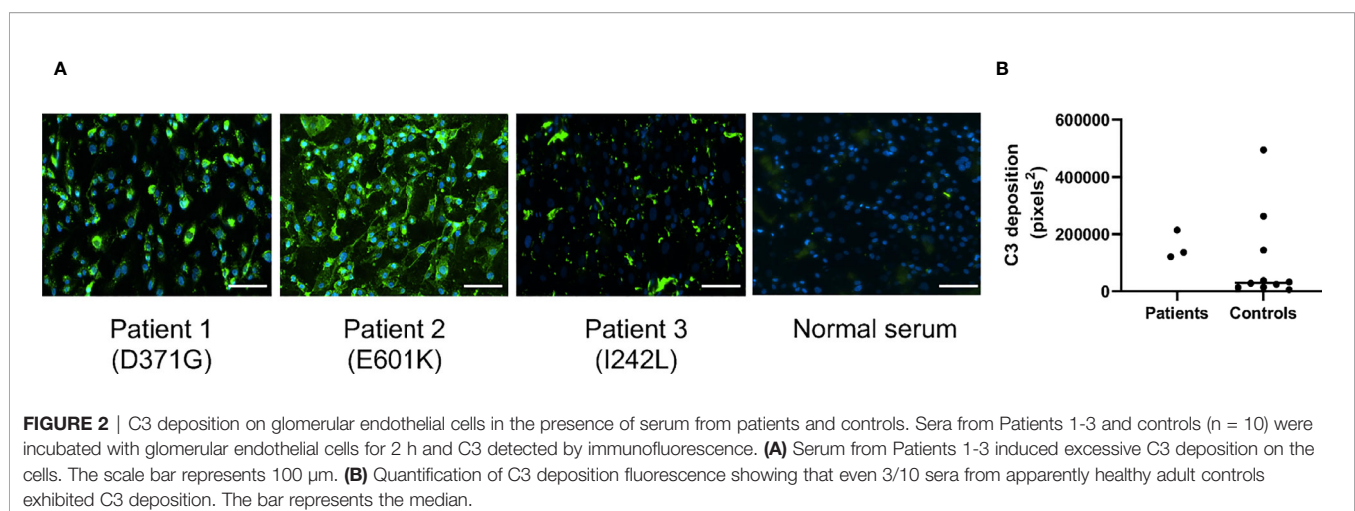 A
B
Patient 1
(D371G)
Patient 2
(E601K)
Patient 3
(I242L)
Normal serum
C3 deposition
(pixels²)
600000
400000
200000
0
Patients
Controls
FIGURE 2 | C3 deposition on glomerular endothelial cells in the presence of serum from patients and controls. Sera from Patients 1-3 and controls (n = 10) were
incubated with glomerular endothelial cells for 2 h and C3 detected by immunofluorescence. (A) Serum from Patients 1-3 induced excessive C3 deposition on the
cells. The scale bar represents 100 µm. (B) Quantification of C3 deposition fluorescence showing that even 3/10 sera from apparently healthy adult controls
exhibited C3 deposition. The bar represents the median.